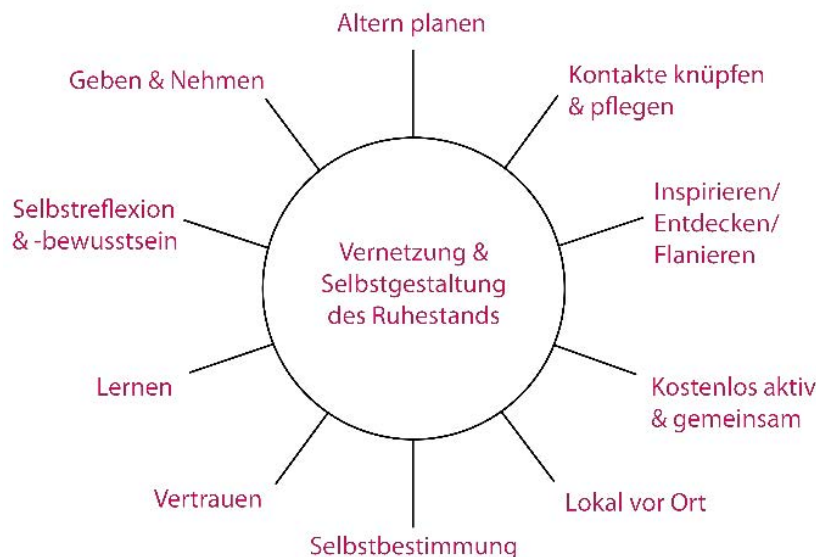 Altern planen
Kontakte knüpfen
& pflegen
Inspirieren/
Entdecken/
Flanieren
Kostenlos aktiv
& gemeinsam
Lokal vor Ort
Selbstbestimmung
Vertrauen
Lernen
Selbstreflexion
& -bewusstsein
Geben & Nehmen
Vernetzung &
Selbstgestaltung
des Ruhestands